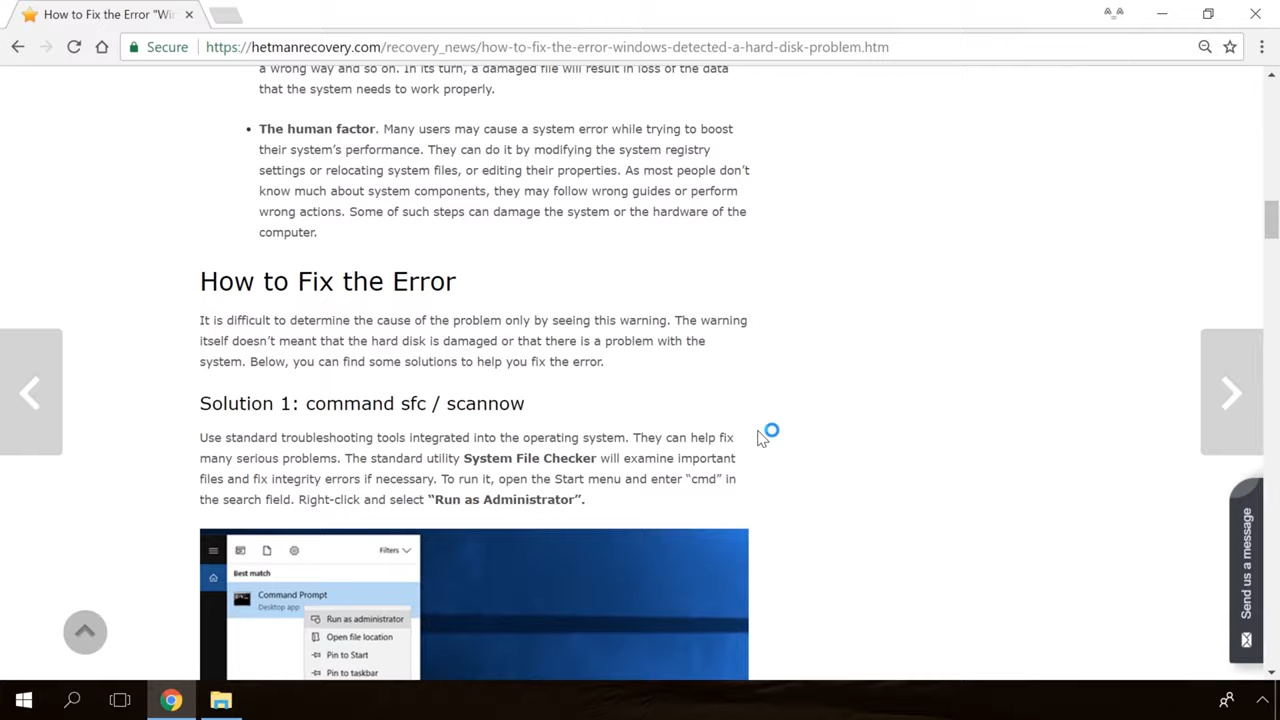 How to Fix the Error "Wi
Secure
https://hetmanrecovery.com/recovery_news/how-to-fix-the-error-windows-detected-a-hard-disk-problem.htm
a wrong way and so on. In its turn, a damaged file will result in loss of the data
that the system needs to work properly.
• The human factor. Many users may cause a system error while trying to boost
their system’s performance. They can do it by modifying the system registry
settings or relocating system files, or editing their properties. As most people don’t
know much about system components, they may follow wrong guides or perform
wrong actions. Some of such steps can damage the system or the hardware of the
computer.
How to Fix the Error
It is difficult to determine the cause of the problem only by seeing this warning. The warning
itself doesn’t meant that the hard disk is damaged or that there is a problem with the
system. Below, you can find some solutions to help you fix the error.
Solution 1: command sfc / scannow
Use standard troubleshooting tools integrated into the operating system. They can help fix
many serious problems. The standard utility System File Checker will examine important
files and fix integrity errors if necessary. To run it, open the Start menu and enter “cmd” in
the search field. Right-click and select “Run as Administrator”.
Filters
Best match
Command Prompt
Desktop app
Run as administrator
Open file location
Pin to Start
Pin to taskbar
Send us a message